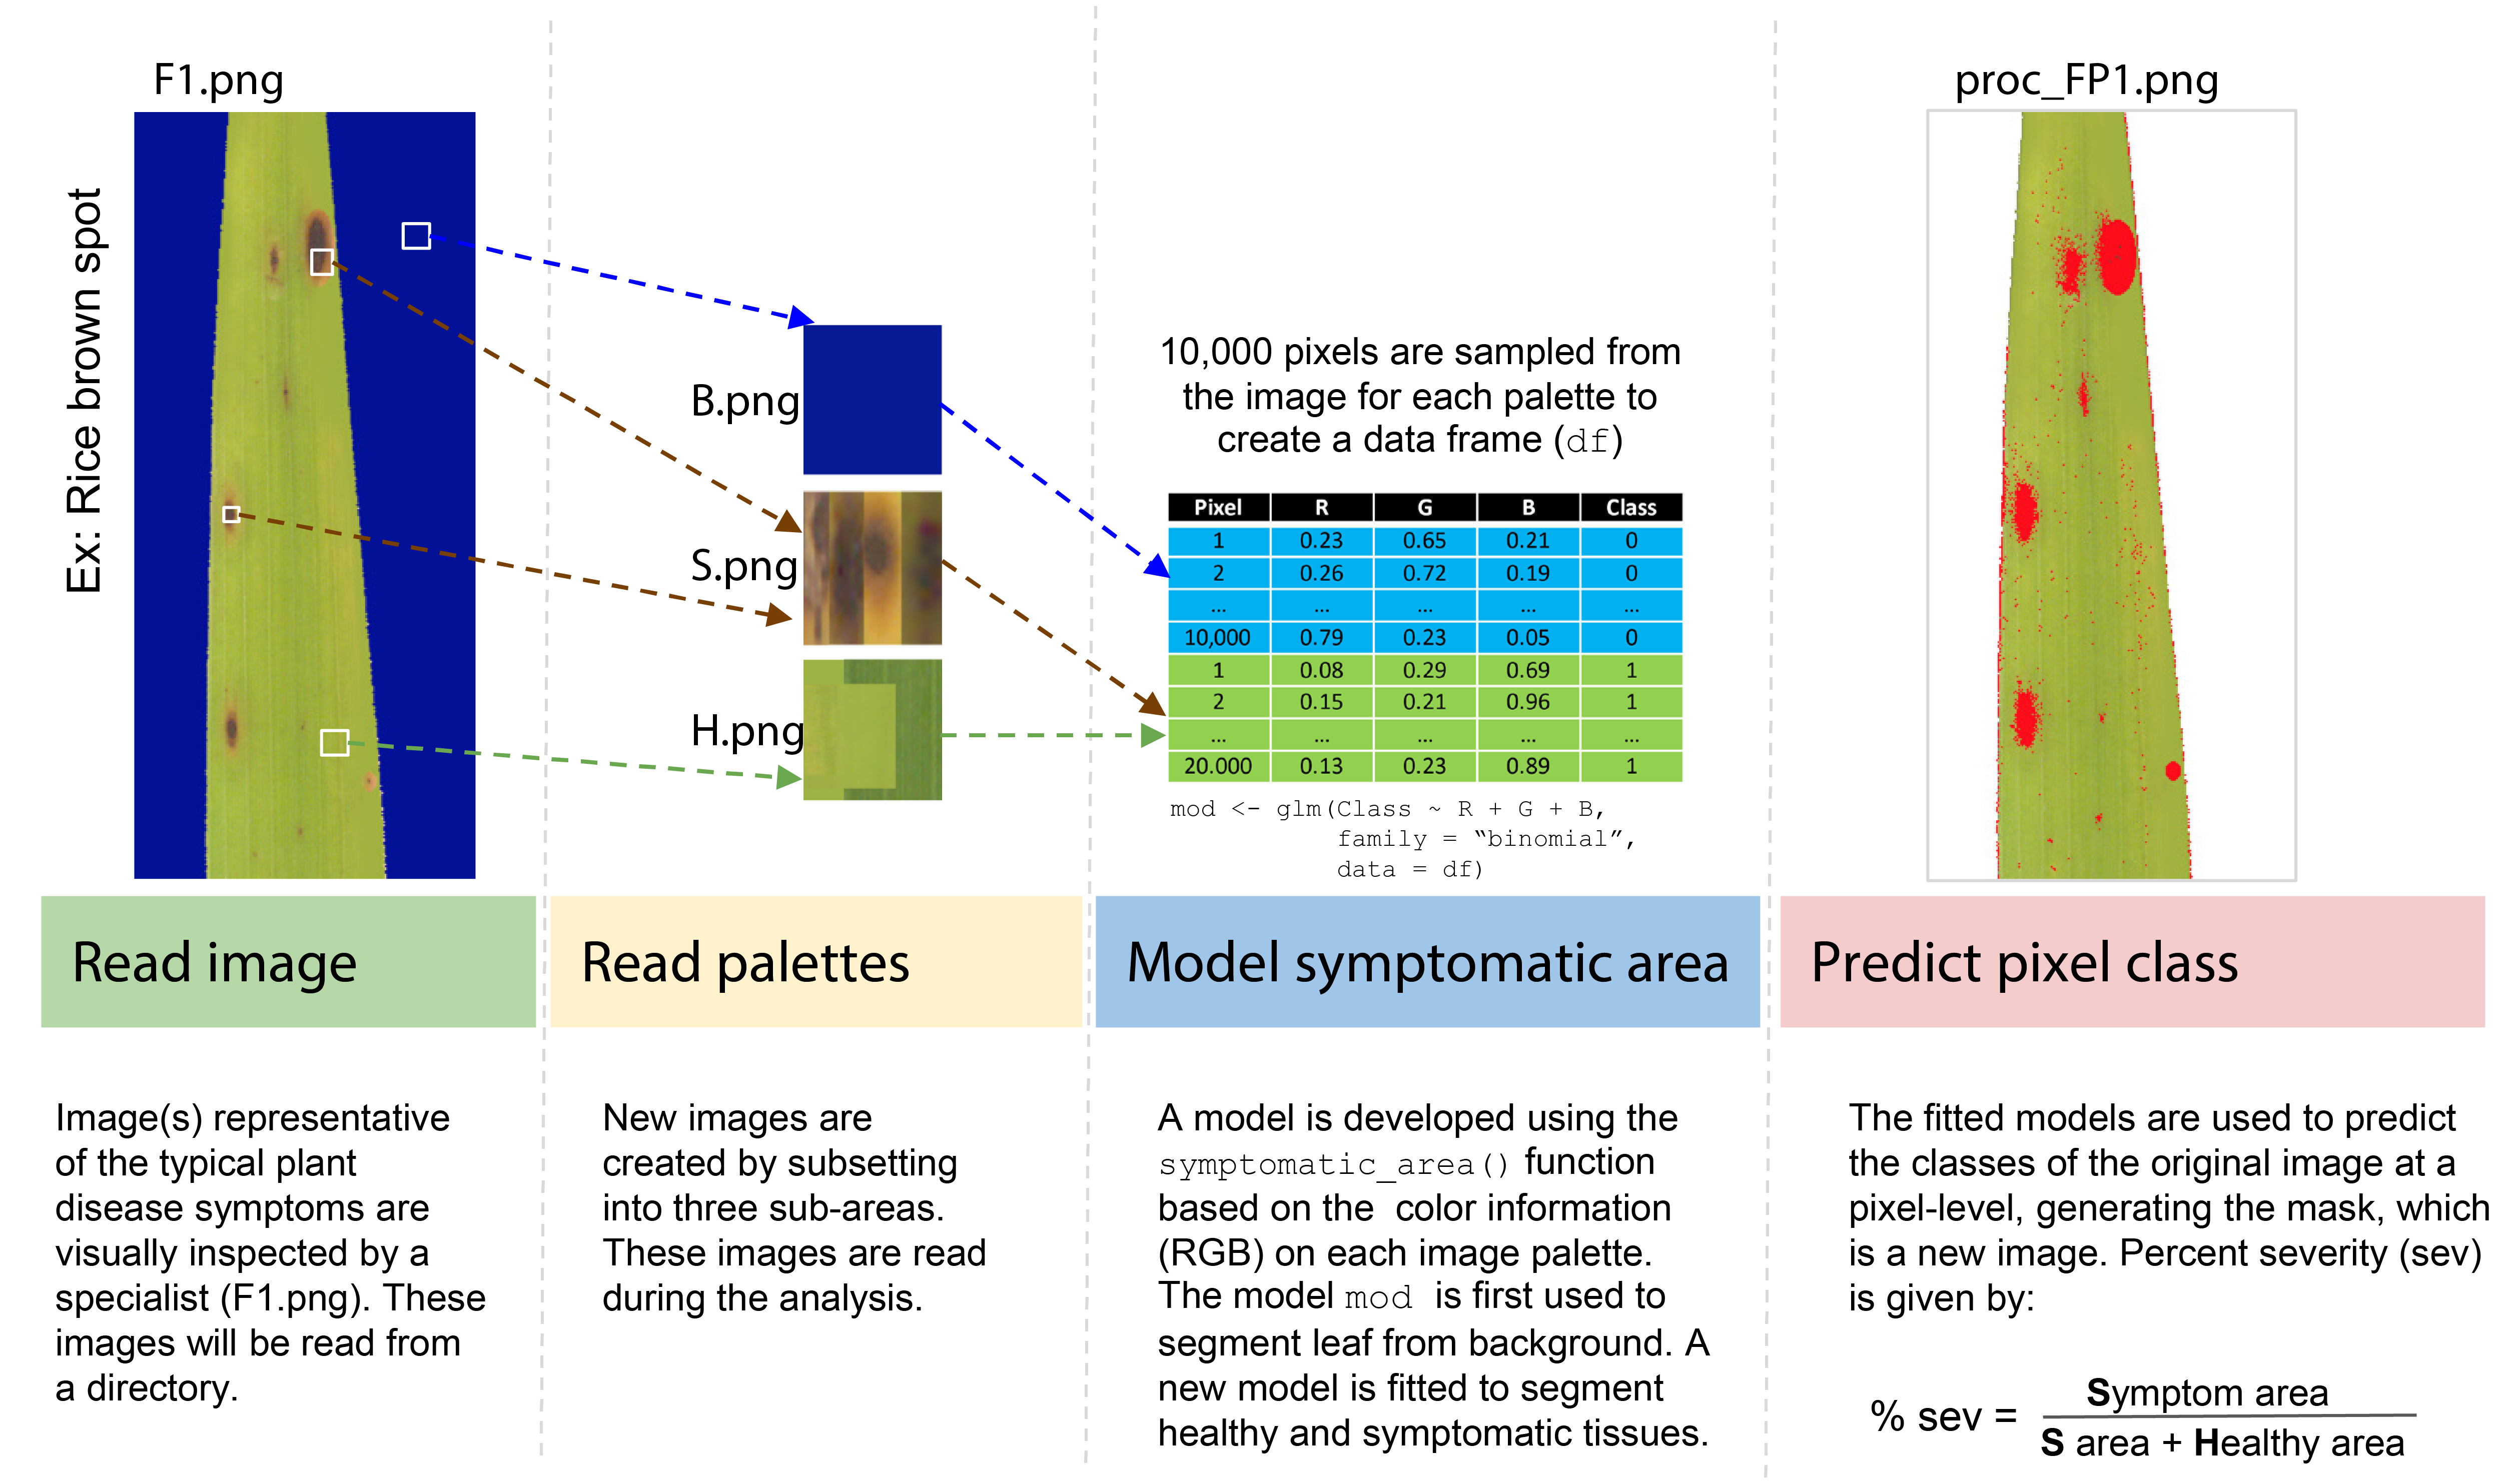 F1.png
Ex: Rice brown spot
B.png
S.png
H.png
10,000 pixels are sampled from
the image for each palette to
create a data frame (df)
Pixel R G B Class
1 0.23 0.65 0.21 0
2 0.26 0.72 0.19 0
... ... ... ... ...
10,000 0.79 0.23 0.05 0
1 0.08 0.29 0.69 1
2 0.15 0.21 0.96 1
... ... ... ... ...
20.000 0.13 0.23 0.89 1
mod <- glm(Class ~ R + G + B,
family = “binomial”,
data = df)
proc_FP1.png
Read image
Read palettes
Model symptomatic area
Predict pixel class
Image(s) representative
of the typical plant
disease symptoms are
visually inspected by a
specialist (F1.png). These
images will be read from
a directory.
New images are
created by subsetting
into three sub-areas.
These images are read
during the analysis.
A model is developed using the
symptomatic_area() function
based on the color information
(RGB) on each image palette.
The model mod is first used to
segment leaf from background. A
new model is fitted to segment
healthy and symptomatic tissues.
The fitted models are used to predict
the classes of the original image at a
pixel-level, generating the mask, which
is a new image. Percent severity (sev)
is given by:
% sev =
Symptom area
S area + Healthy area